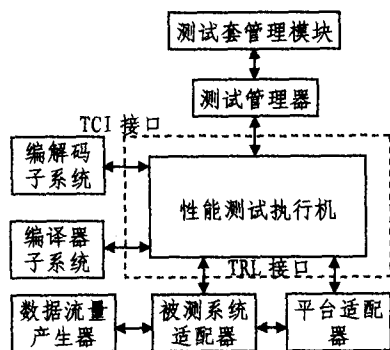 测试套管理模块
测试管理器
TCI 接口
编解码
子系统
性能测试执行机
编译器
子系统
TRL 接口
数据流量
产生器
被测系统
适配器
平台适配
器